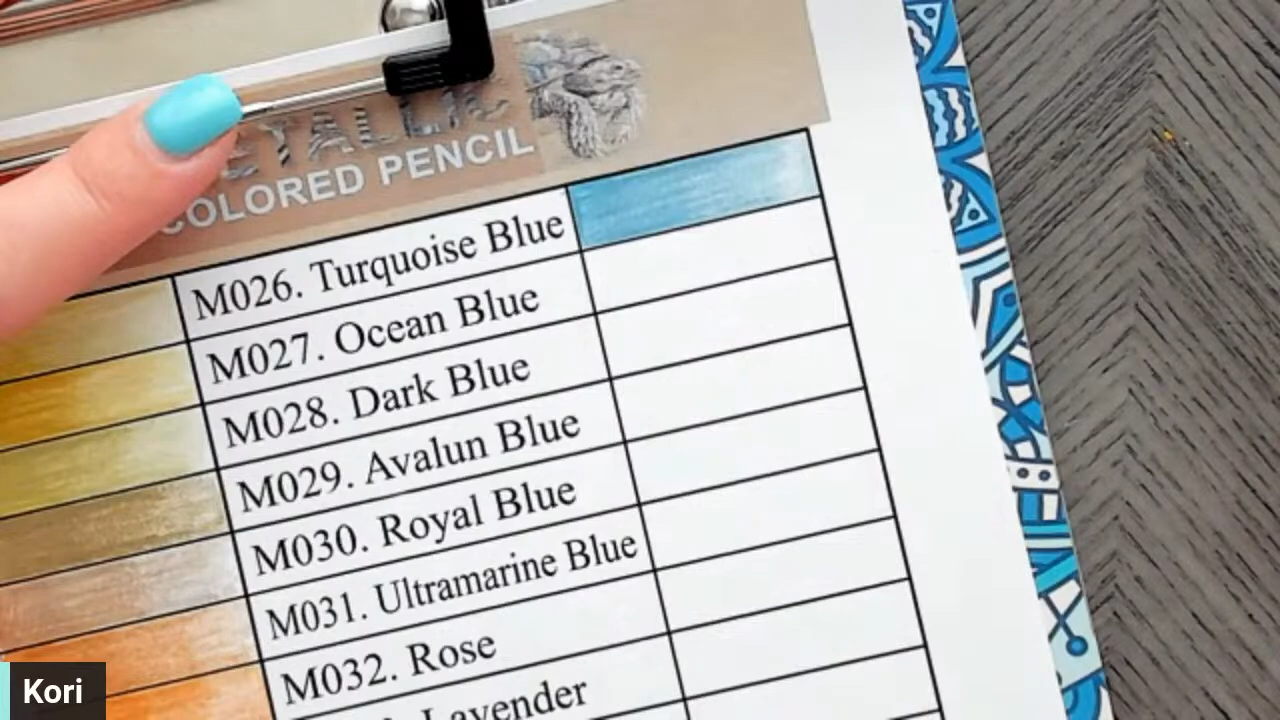 COLORED PENCIL
M026. Turquoise Blue
M027. Ocean Blue
M028. Dark Blue
M029. Avalun Blue
M030. Royal Blue
M031. Ultramarine Blue
M032. Rose
Lavender
Kori